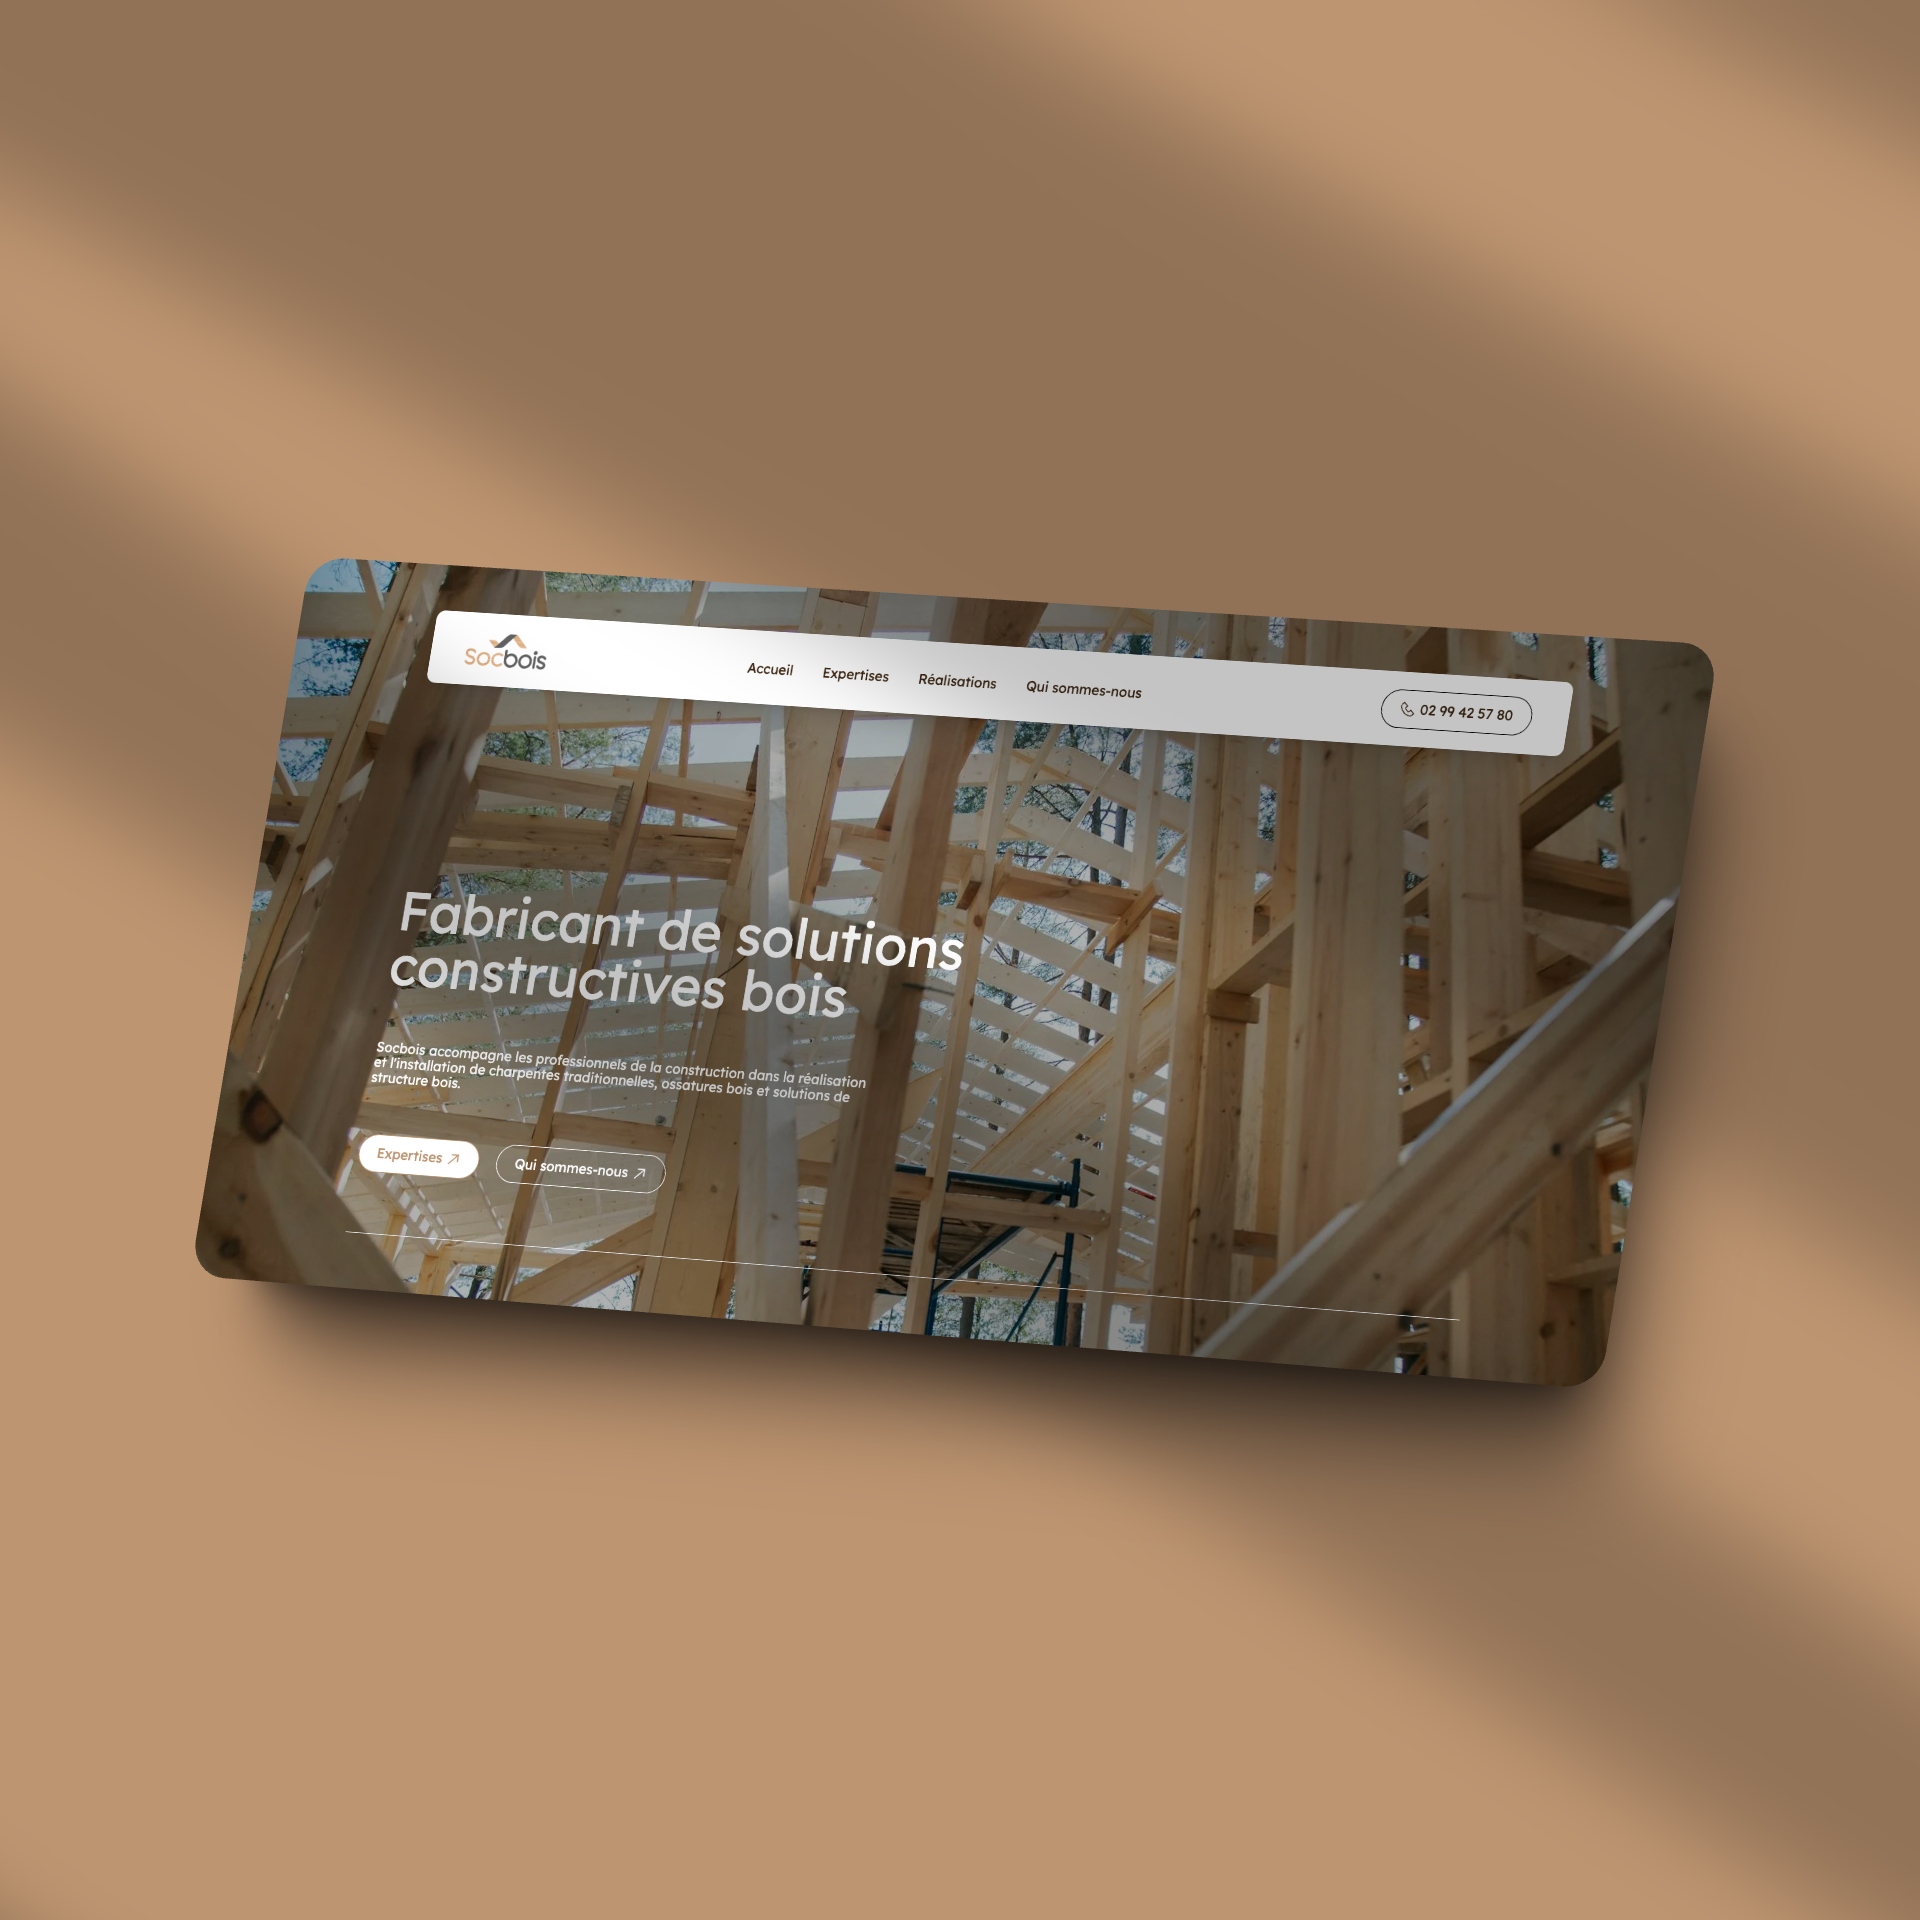 Socbois
Accueil
Expertises
Réalisations
Qui sommes-nous
02 99 42 57 80
Fabricant de solutions
constructives bois
Socbois accompagne les professionnels de la construction dans la réalisation
et l'installation de charpentes traditionnelles, ossatures bois et solutions de
structure bois.
Expertises
Qui sommes-nous